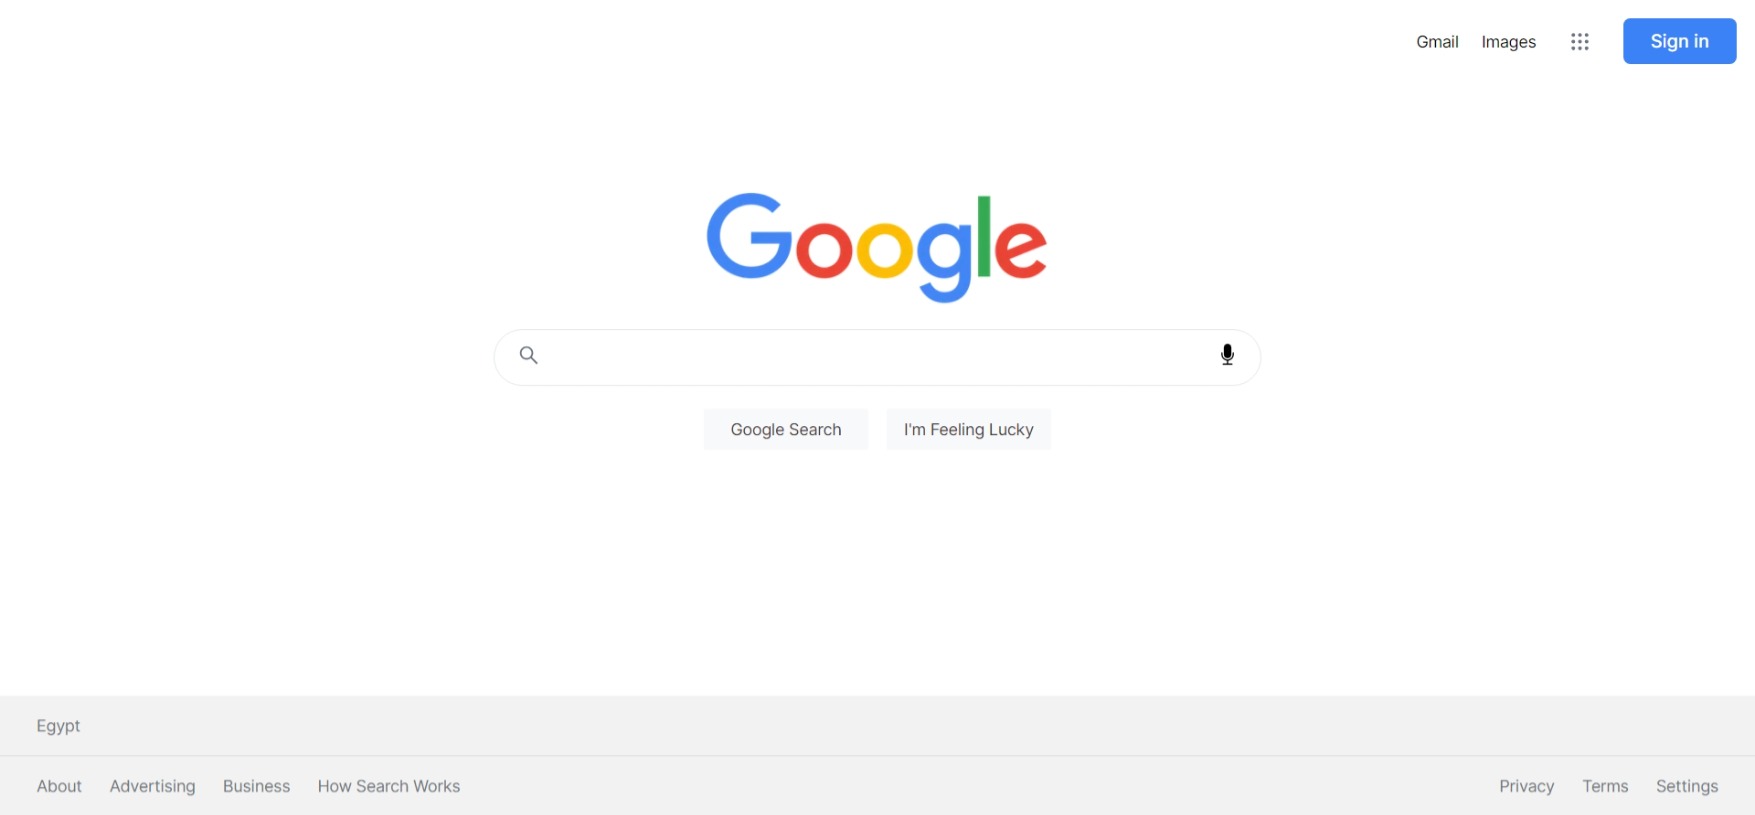 Gmail Images Sign in
Google
Google Search I'm Feeling Lucky
Egypt
About Advertising Business How Search Works Privacy Terms Settings